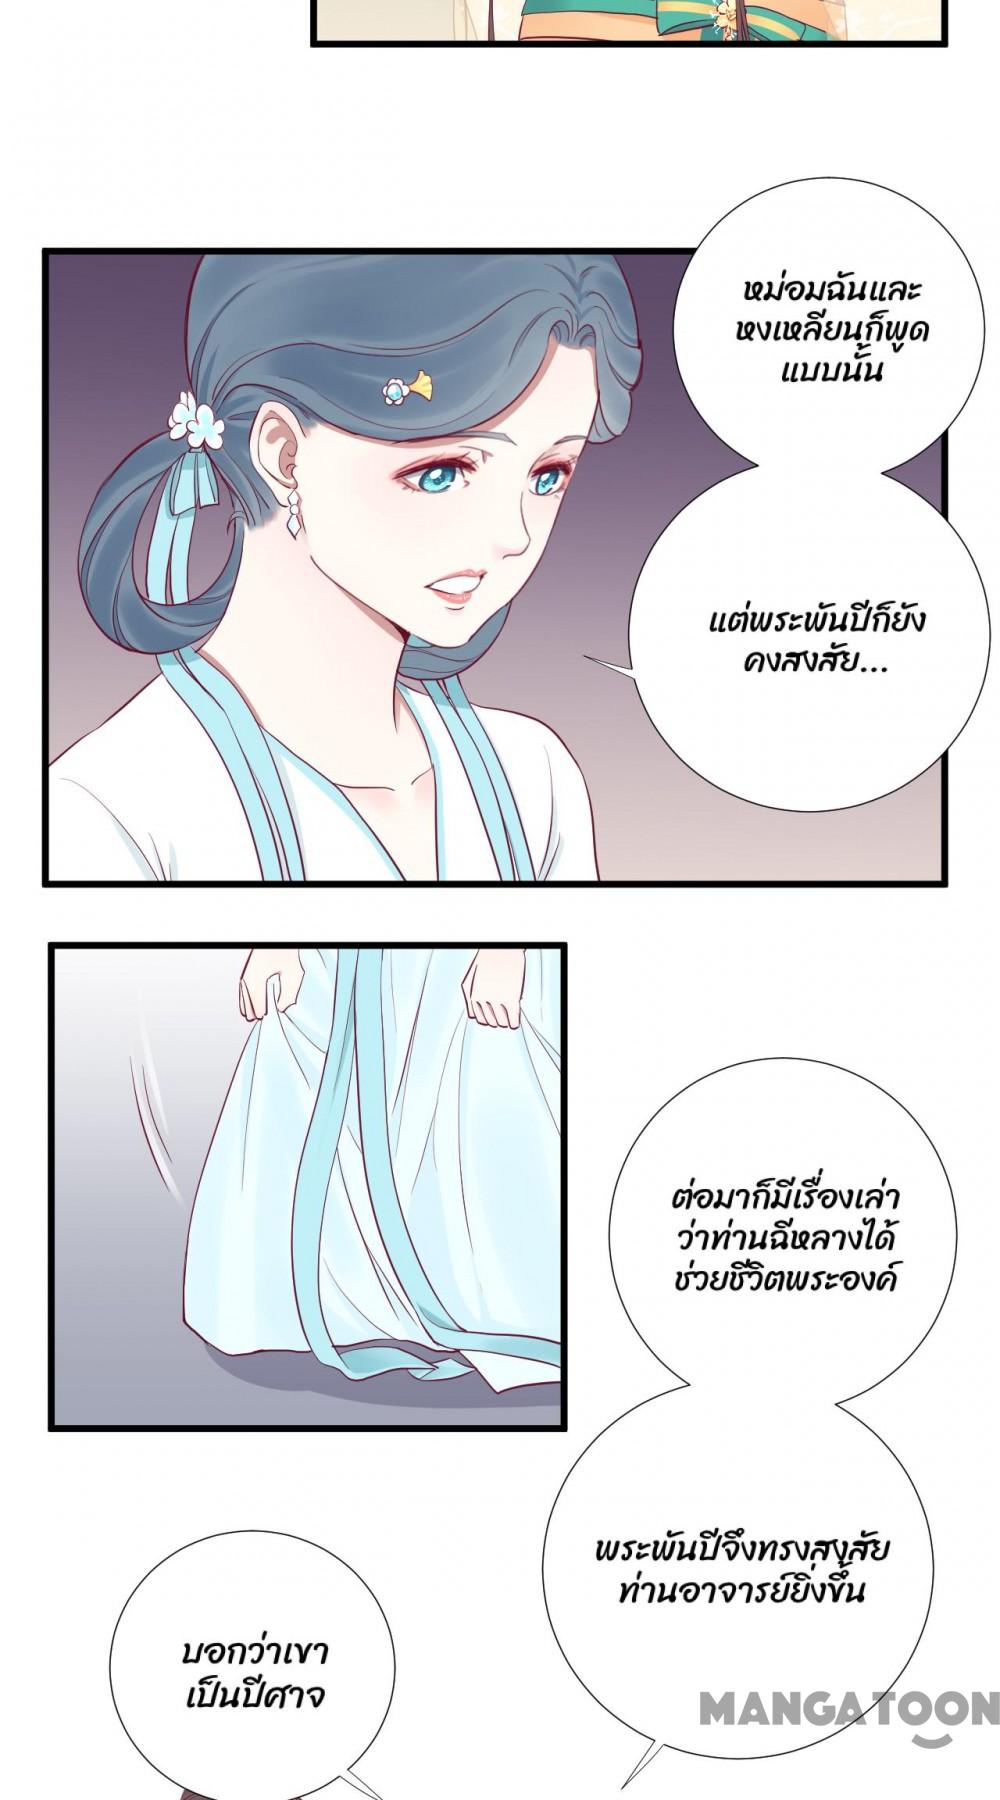 หม่อมฉันและ
หงเหลียนก็พูด
แบบนั้น
แต่พระพันปีก็ยัง
คงสงสัย...
ต่อมาก็มีเรื่องเล่า
ว่าท่านฉีหลางได้
ช่วยชีวิตพระองค์
พระพันปีจึงทรงสงสัย
ท่านอาจารย์ยิ่งขึ้น
บอกว่าเขา
เป็นปีศาจ
MANGATOON